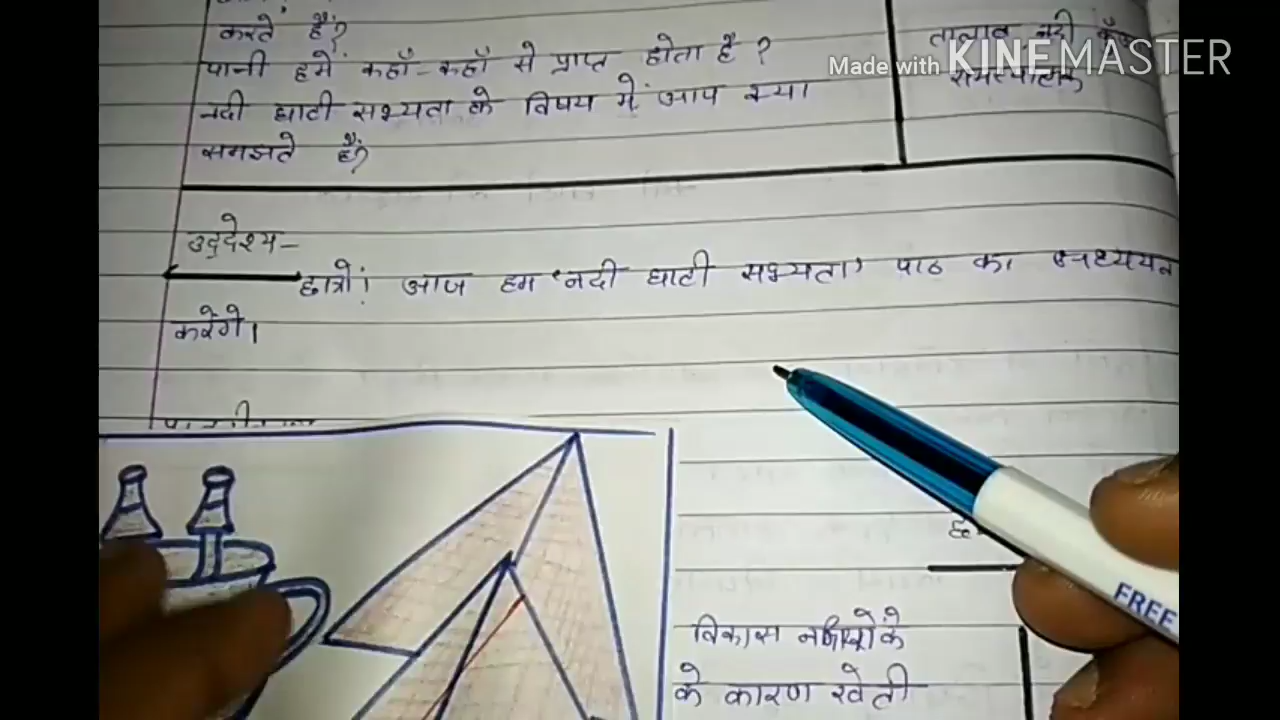 करते हैं?
पानी हमें कहाँ-कहाँ से प्राप्त होता है?
नदी घाटी सभ्यता के विषय में आप क्या
समझते हैं?
तालाब नदी
Made with KINEMASTER
उद्देश्य-
छात्रों! आज हम 'नदी घाटी सभ्यता' पाठ का अध्ययन
करेंगे।
विकास
के कारण खेती
FREE